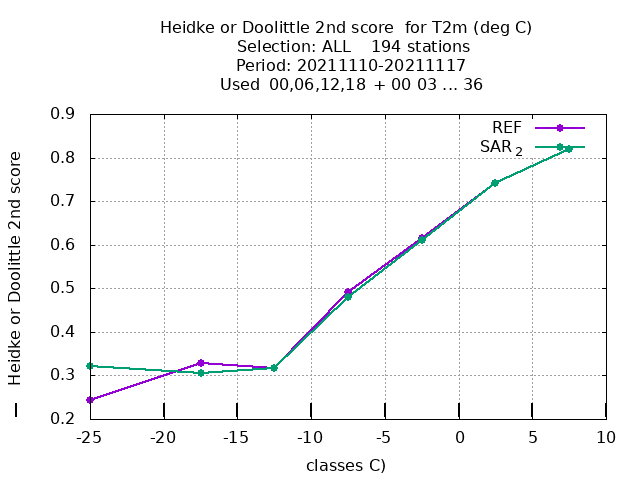 Heidke or Doolittle 2nd score  for T2m (deg C)
Selection: ALL    194 stations
Period: 20211110-20211117
Used  00,06,12,18  + 00 03 ... 36
REF
SAR 2
Heidke or Doolittle 2nd score
0.9
0.8
0.7
0.6
0.5
0.4
0.3
0.2
-25 -20 -15 -10 -5 0 5 10
classes C)